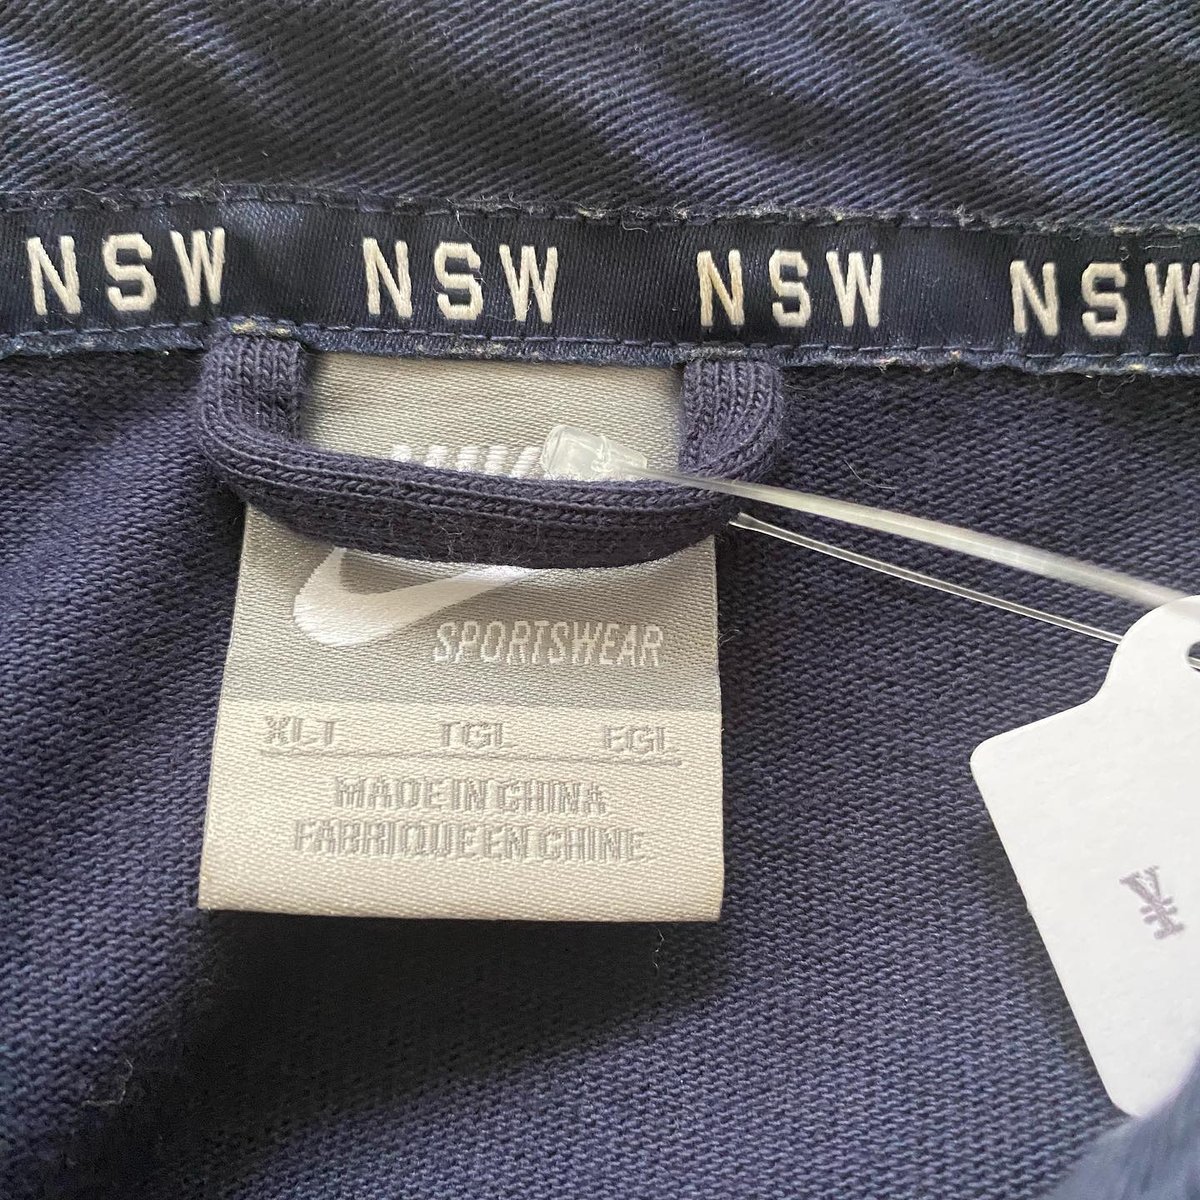 NSW NSW NSW NSW
SPORTSWEAR
XLT TGL EGL
MADE IN CHINA
FABRIQUE EN CHINE
¥